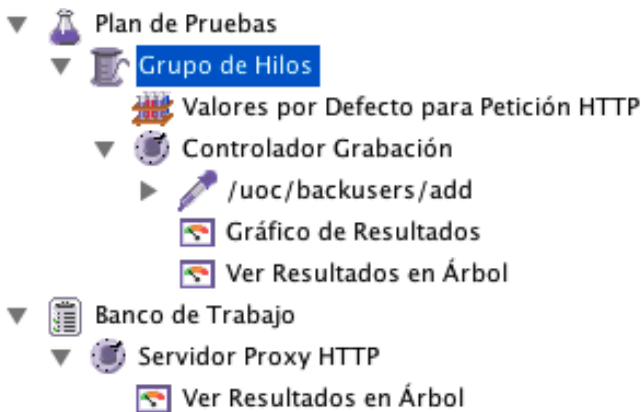 Plan de Pruebas
Grupo de Hilos
Valores por Defecto para Petición HTTP
Controlador Grabación
/uoc/backusers/add
Gráfico de Resultados
Ver Resultados en Árbol
Banco de Trabajo
Servidor Proxy HTTP
Ver Resultados en Árbol